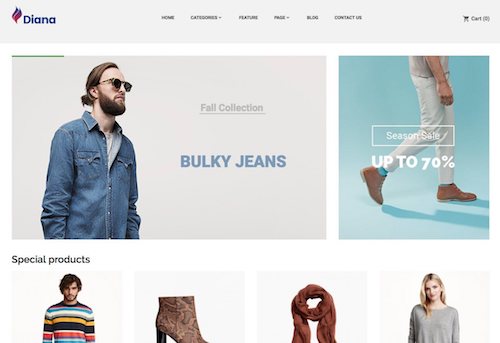 Diana
HOME CATEGORIES FEATURE PAGE BLOG CONTACT US
Cart (0)
Fall Collection
BULKY JEANS
Season Sale
UP TO 70%
Special products